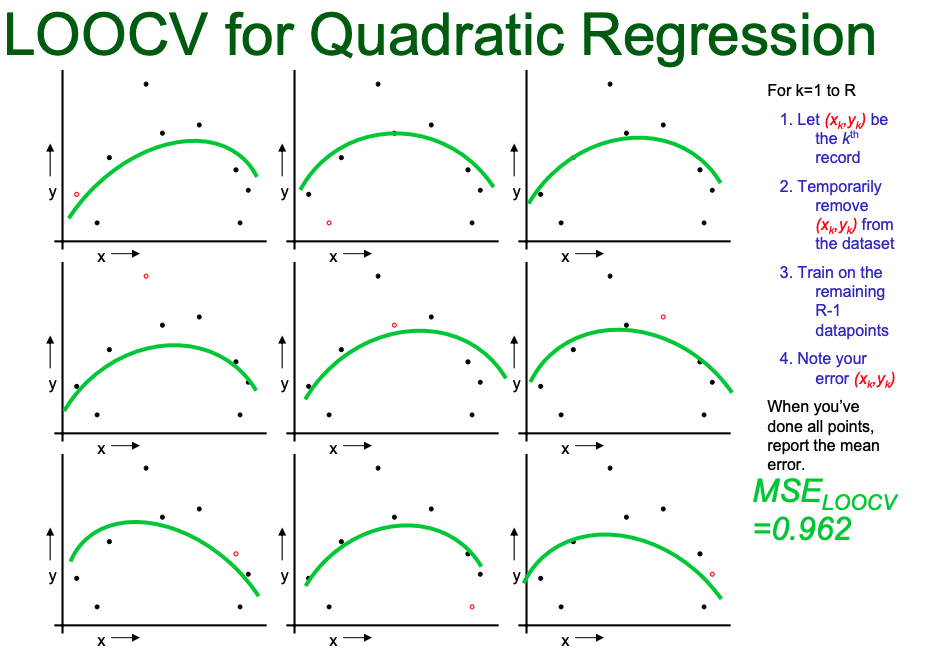 LOOCV for Quadratic Regression
y
x
y
x
y
x
y
x
y
x
y
x
y
x
y
x
y
x
For k=1 to R
1. Let (xk,yk) be
the kth
record
2. Temporarily
remove
(xk,yk) from
the dataset
3. Train on the
remaining
R-1
datapoints
4. Note your
error (xk,yk)
When you’ve
done all points,
report the mean
error.
MSELOOCV
=0.962